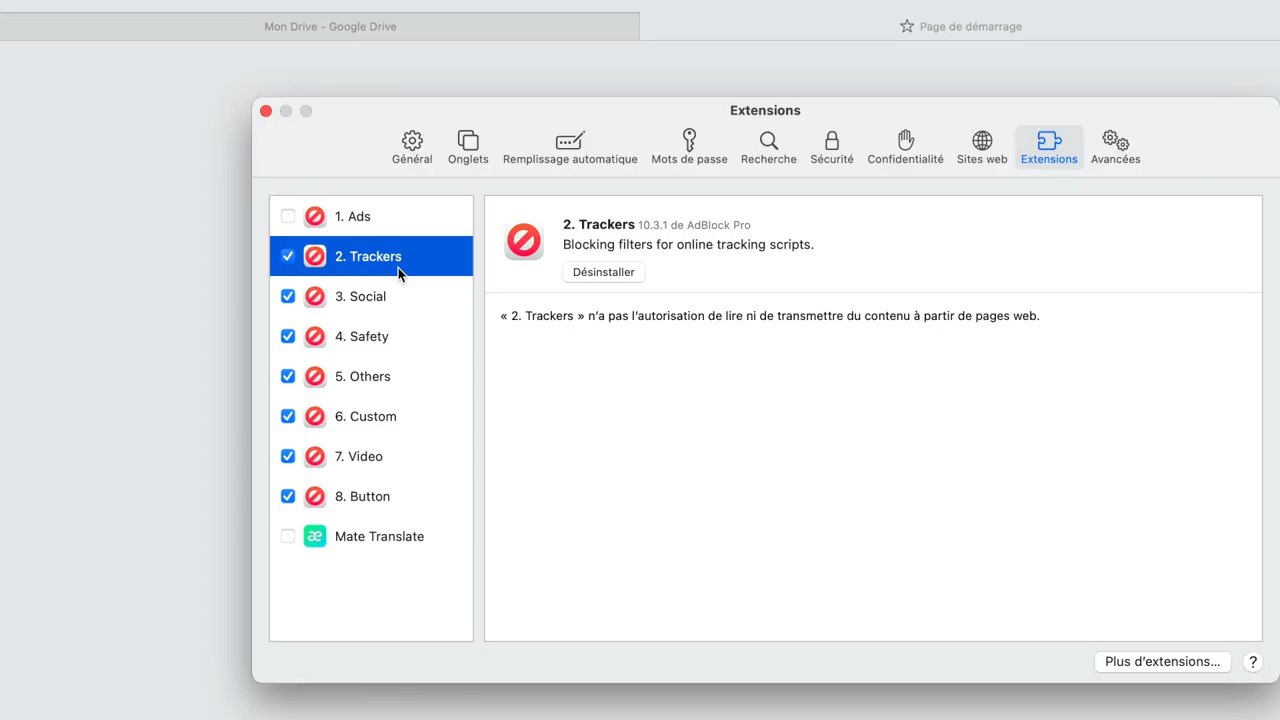 Mon Drive – Google Drive
Page de démarrage
Extensions
Général
Onglets
Remplissage automatique
Mots de passe
Recherche
Sécurité
Confidentialité
Sites web
Extensions
Avancées
1. Ads
2. Trackers
3. Social
4. Safety
5. Others
6. Custom
7. Video
8. Button
æ
Mate Translate
2. Trackers 10.3.1 de AdBlock Pro
Blocking filters for online tracking scripts.
Désinstaller
« 2. Trackers » n’a pas l’autorisation de lire ni de transmettre du contenu à partir de pages web.
Plus d’extensions…
?